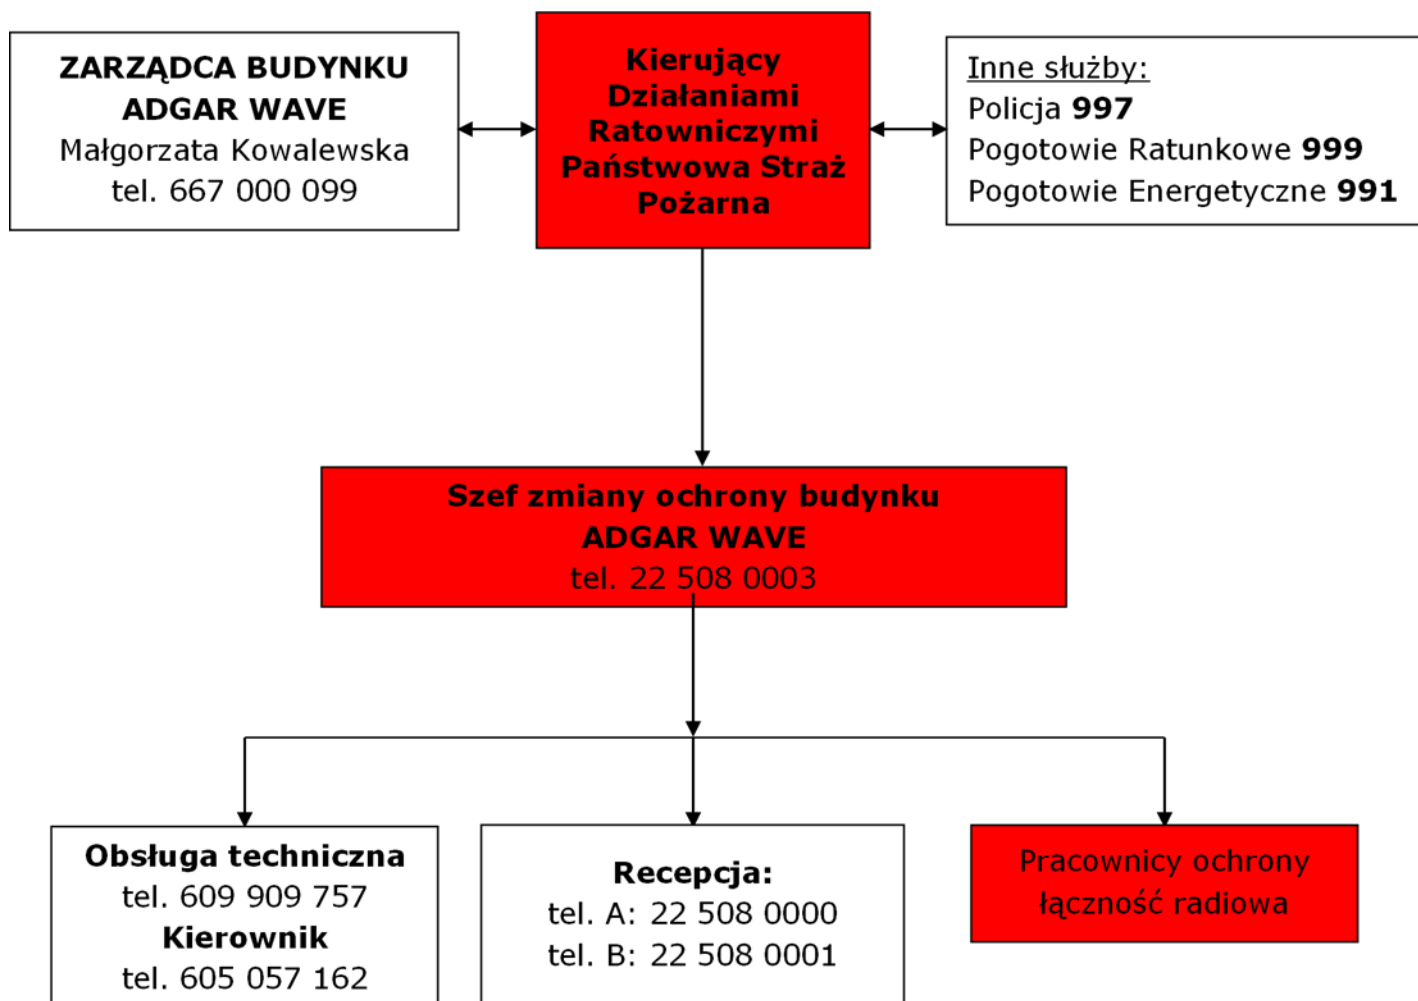 ZARZĄDCA BUDYNKU
ADGAR WAVE
Małgorzata Kowalewska
tel. 667 000 099
Kierujący
Działaniami
Ratowniczymi
Państwowa Straż
Pożarna
Inne służby:
Policja 997
Pogotowie Ratunkowe 999
Pogotowie Energetyczne 991
Szef zmiany ochrony budynku
ADGAR WAVE
tel. 22 508 0003
Obsługa techniczna
tel. 609 909 757
Kierownik
tel. 605 057 162
Recepcja:
tel. A: 22 508 0000
tel. B: 22 508 0001
Pracownicy ochrony
łączność radiowa